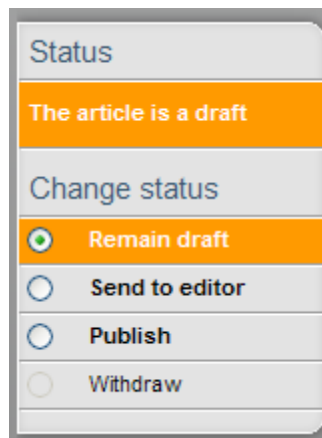 Status
The article is a draft
Change status
Remain draft
Send to editor
Publish
Withdraw